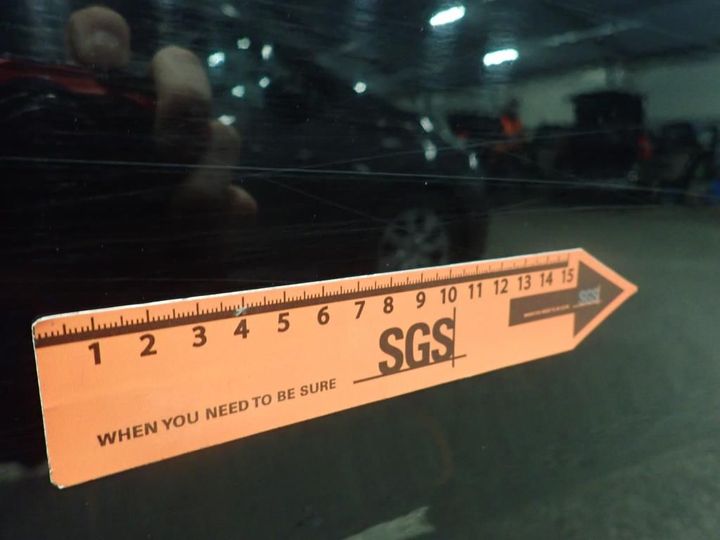 1 2 3 4 5 6 7 8 9 10 11 12 13 14 15
SGS
SGS
WHEN YOU NEED TO BE SURE